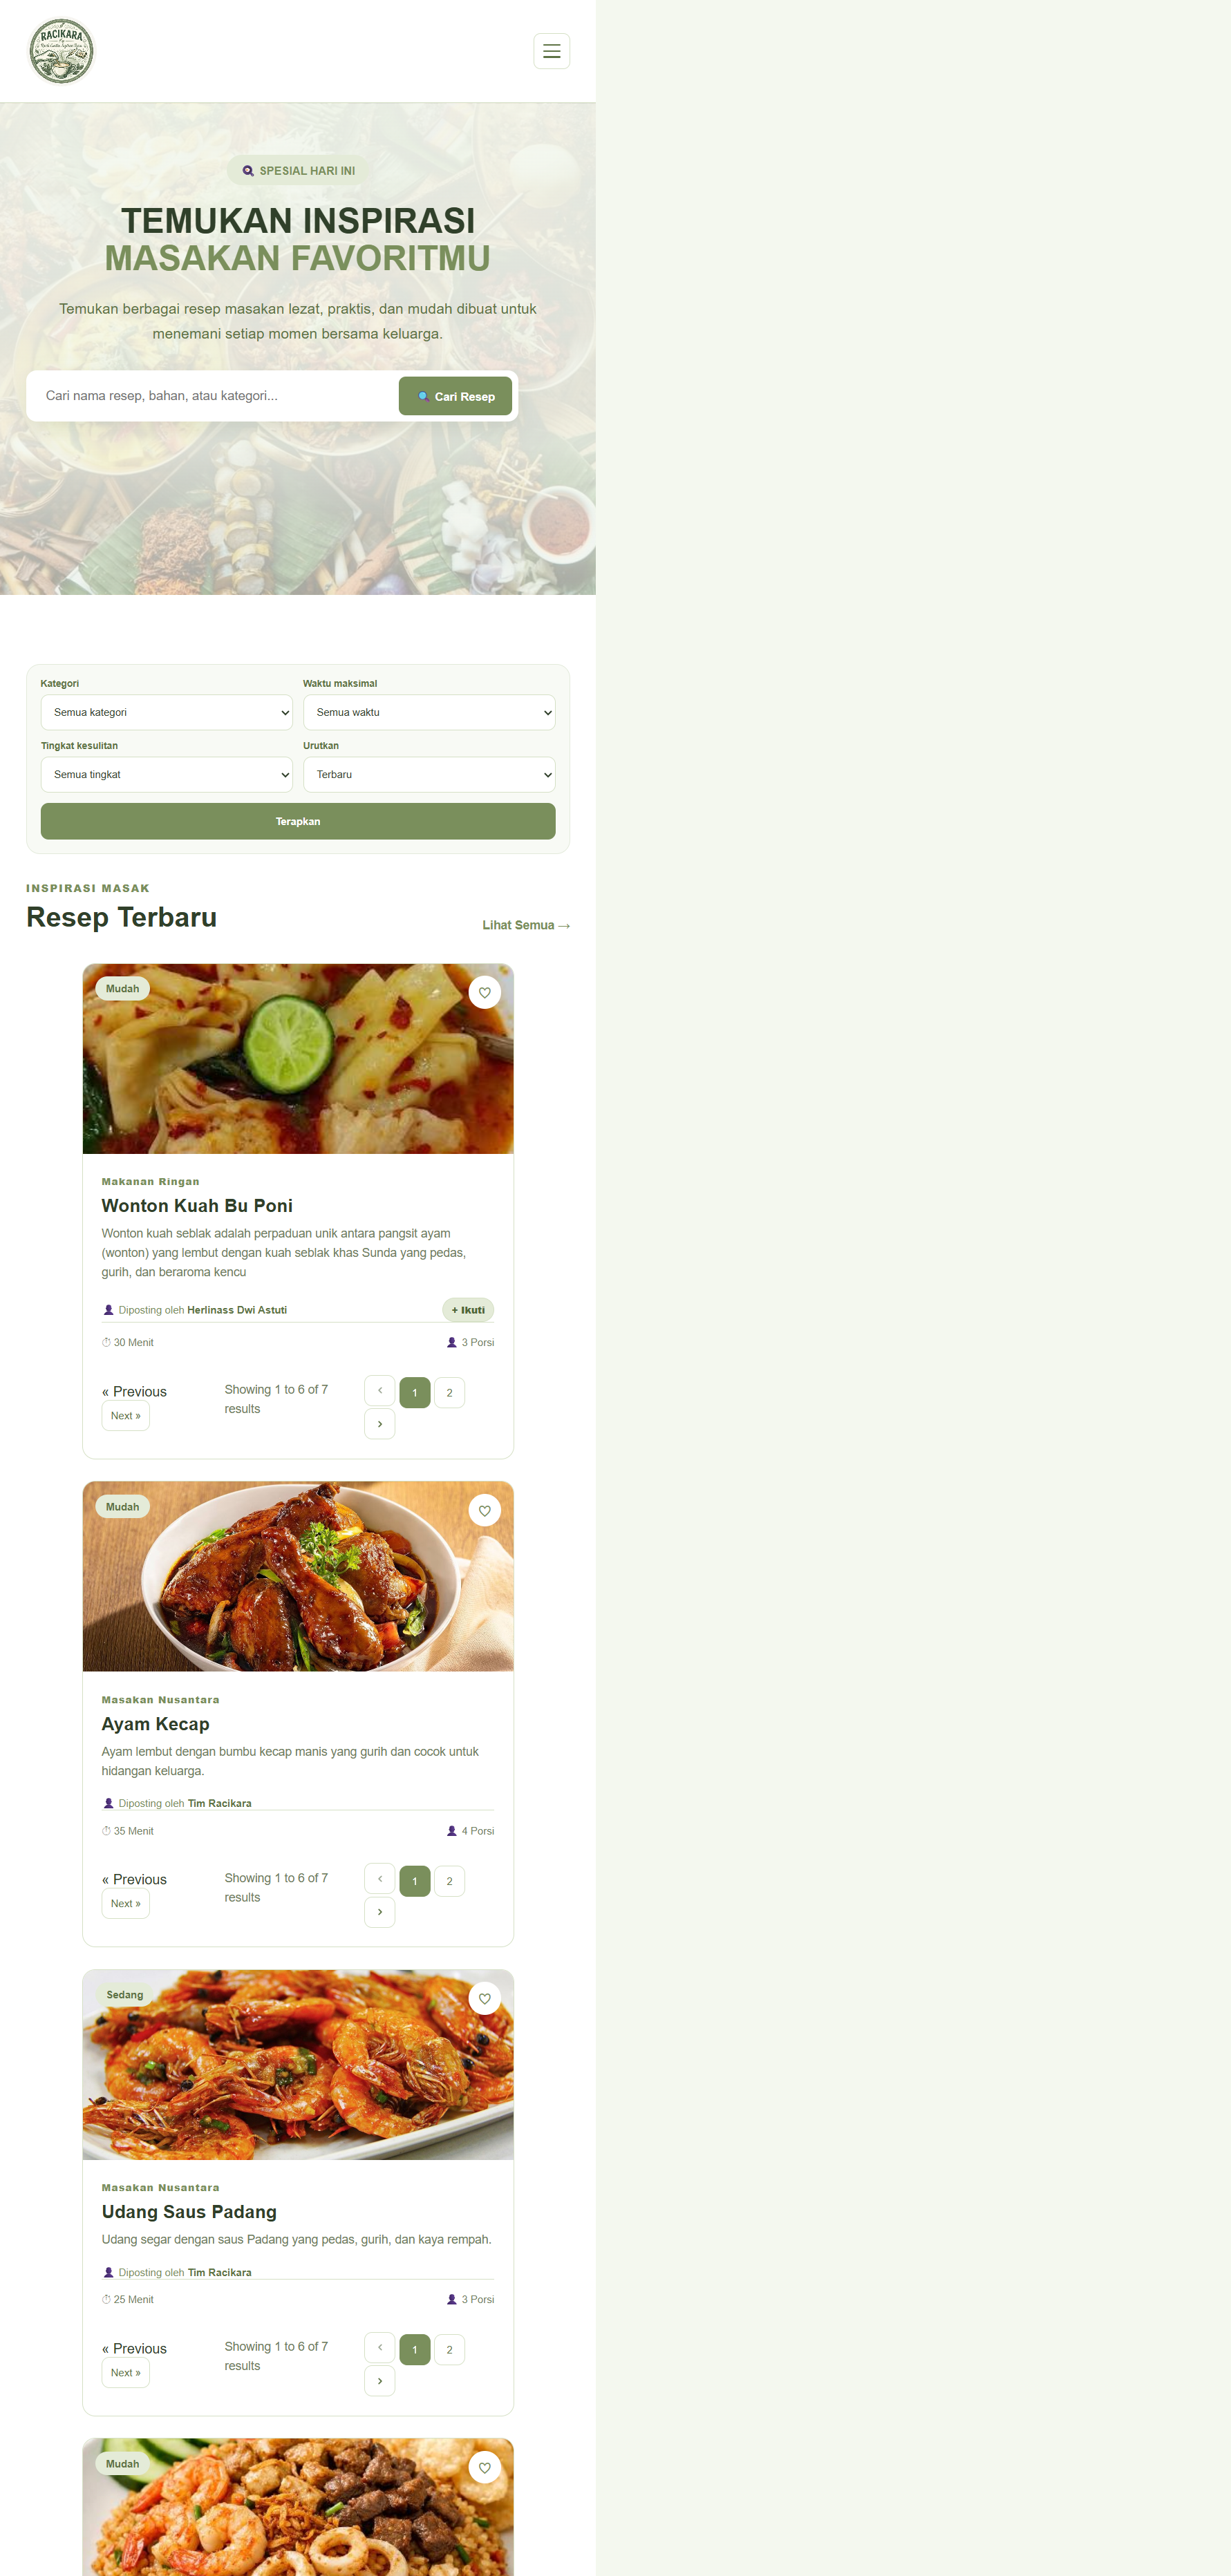 RACIKARA
SPESIAL HARI INI
TEMUKAN INSPIRASI
MASAKAN FAVORITMU
Temukan berbagai resep masakan lezat, praktis, dan mudah dibuat untuk
menemani setiap momen bersama keluarga.
Cari nama resep, bahan, atau kategori...
Cari Resep
Kategori
Waktu maksimal
Semua kategori
Semua waktu
Tingkat kesulitan
Urutkan
Semua tingkat
Terbaru
Terapkan
INSPIRASI MASAK
Resep Terbaru
Lihat Semua →
Mudah
Makanan Ringan
Wonton Kuah Bu Poni
Wonton kuah seblak adalah perpaduan unik antara pangsit ayam
(wonton) yang lembut dengan kuah seblak khas Sunda yang pedas,
gurih, dan beraroma kencu
Diposting oleh Herlinass Dwi Astuti
+ Ikuti
30 Menit
3 Porsi
« Previous
Next »
Showing 1 to 6 of 7
results
‹ 1 2
›
Mudah
Masakan Nusantara
Ayam Kecap
Ayam lembut dengan bumbu kecap manis yang gurih dan cocok untuk
hidangan keluarga.
Diposting oleh Tim Racikara
35 Menit
4 Porsi
« Previous
Next »
Showing 1 to 6 of 7
results
‹ 1 2
›
Sedang
Masakan Nusantara
Udang Saus Padang
Udang segar dengan saus Padang yang pedas, gurih, dan kaya rempah.
Diposting oleh Tim Racikara
25 Menit
3 Porsi
« Previous
Next »
Showing 1 to 6 of 7
results
‹ 1 2
›
Mudah